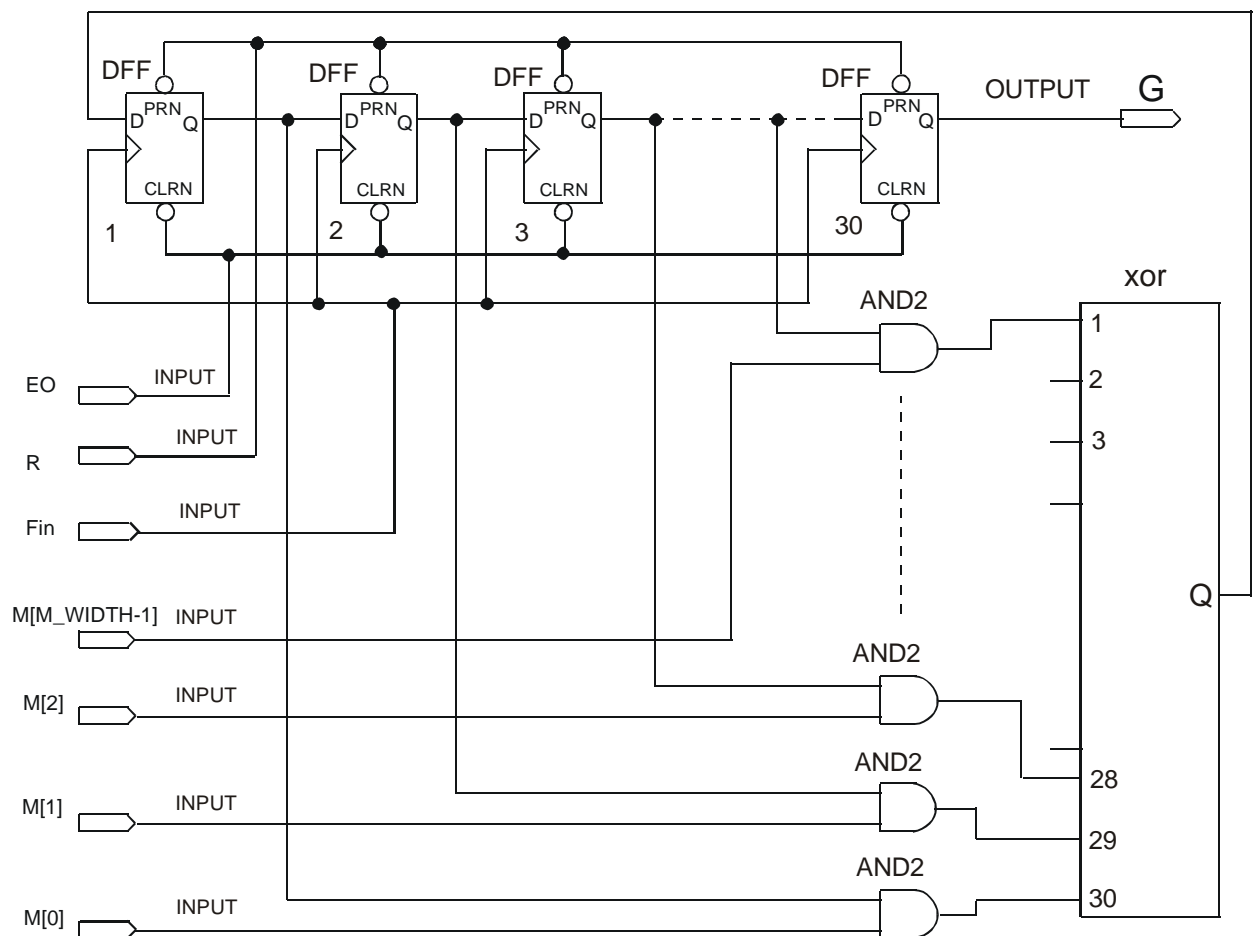 OUTPUT G
DFF DFF DFF DFF
PRN PRN PRN PRN
D Q D Q D Q D Q
CLRN CLRN CLRN CLRN
1 2 3 30
xor
AND2
1
EO INPUT
2
R INPUT
3
Fin INPUT
Q
M[M_WIDTH-1] INPUT
AND2
M[2] INPUT
AND2
28
M[1] INPUT
29
AND2
30
M[0] INPUT